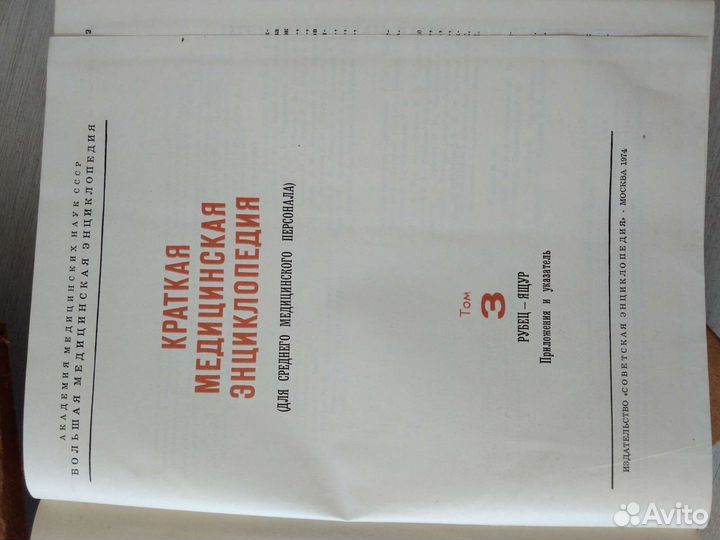 АКАДЕМИЯ МЕДИЦИНСКИХ НАУК СССР
БОЛЬШАЯ МЕДИЦИНСКАЯ ЭНЦИКЛОПЕДИЯ
КРАТКАЯ
МЕДИЦИНСКАЯ
ЭНЦИКЛОПЕДИЯ
(ДЛЯ СРЕДНЕГО МЕДИЦИНСКОГО ПЕРСОНАЛА)
Том
3
РУБЕЦ — ЯЩУР
Приложения и указатель
ИЗДАТЕЛЬСТВО «СОВЕТСКАЯ ЭНЦИКЛОПЕДИЯ» · МОСКВА 1974
Avito